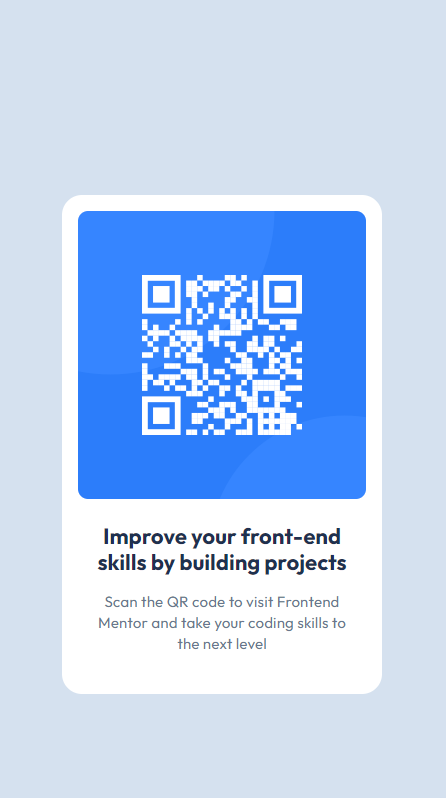 Improve your front-end
skills by building projects
Scan the QR code to visit Frontend
Mentor and take your coding skills to
the next level